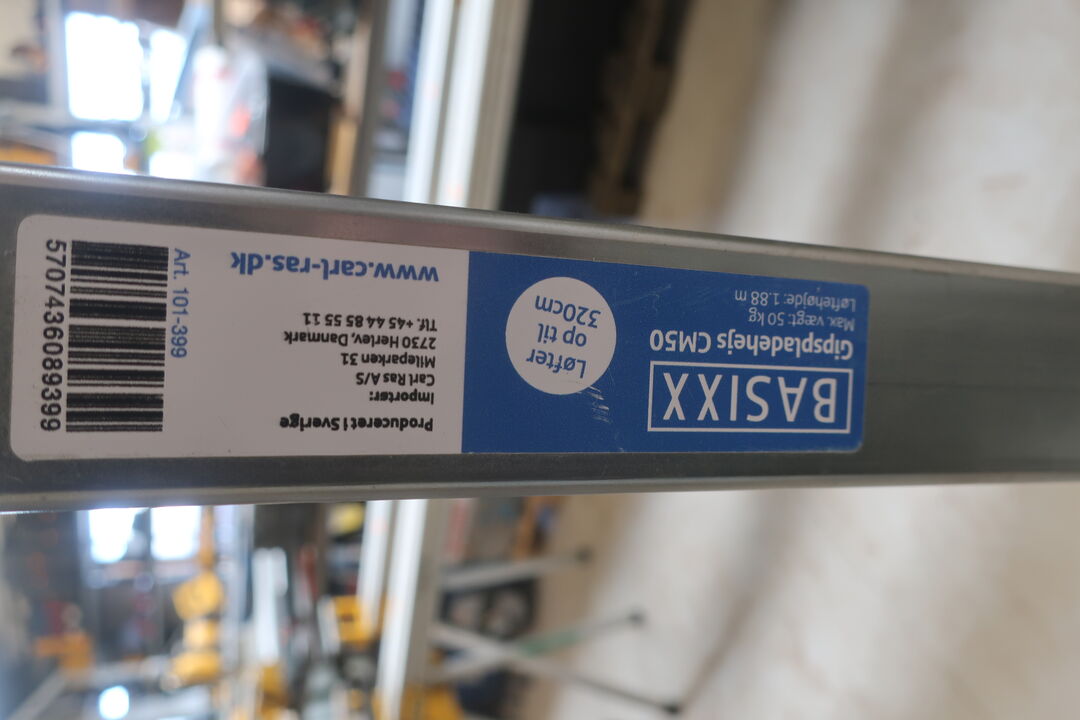 BASIXX
Gipspladehejs CM50
Max. vægt: 50 kg
Løftehøjde: 1.88 m
Løfter
op til
320cm
Produceret i Sverige
Importør:
Carl Ras A/S
Mileparken 31
2730 Herlev, Danmark
Tlf. +45 44 85 55 11
www.carl-ras.dk
Art. 101-399
5707436089399